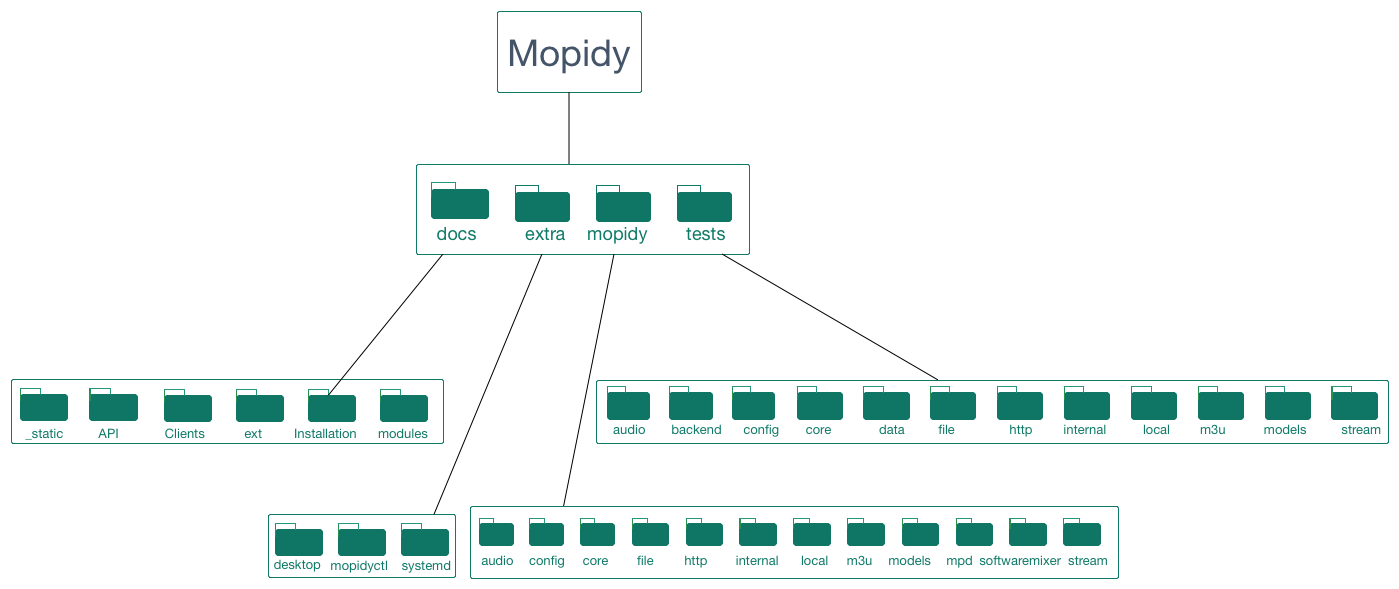 Mopidy
docs extra mopidy tests
_static API Clients ext Installation modules
audio backend config core data file http internal local m3u models stream
desktop mopidyctl systemd
audio config core file http internal local m3u models mpd softwaremixer stream